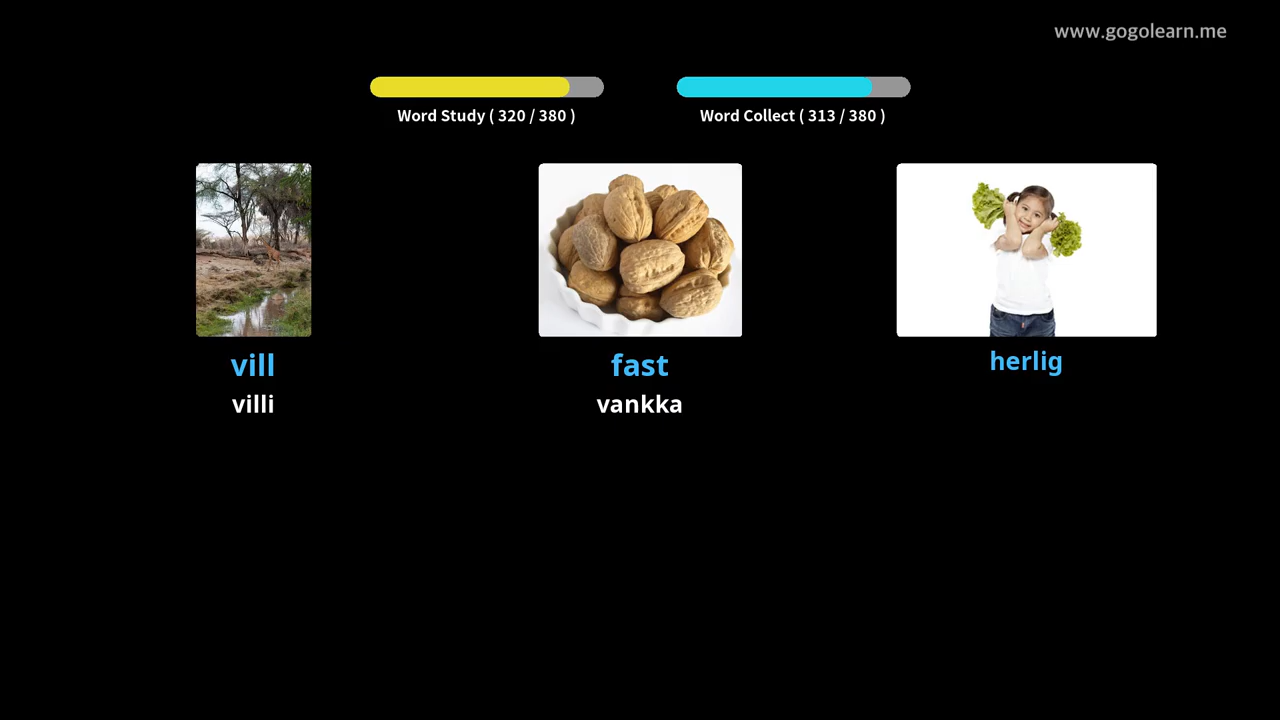 www.gogolearn.me
Word Study ( 320 / 380 )
Word Collect ( 313 / 380 )
vill
villi
fast
vankka
herlig